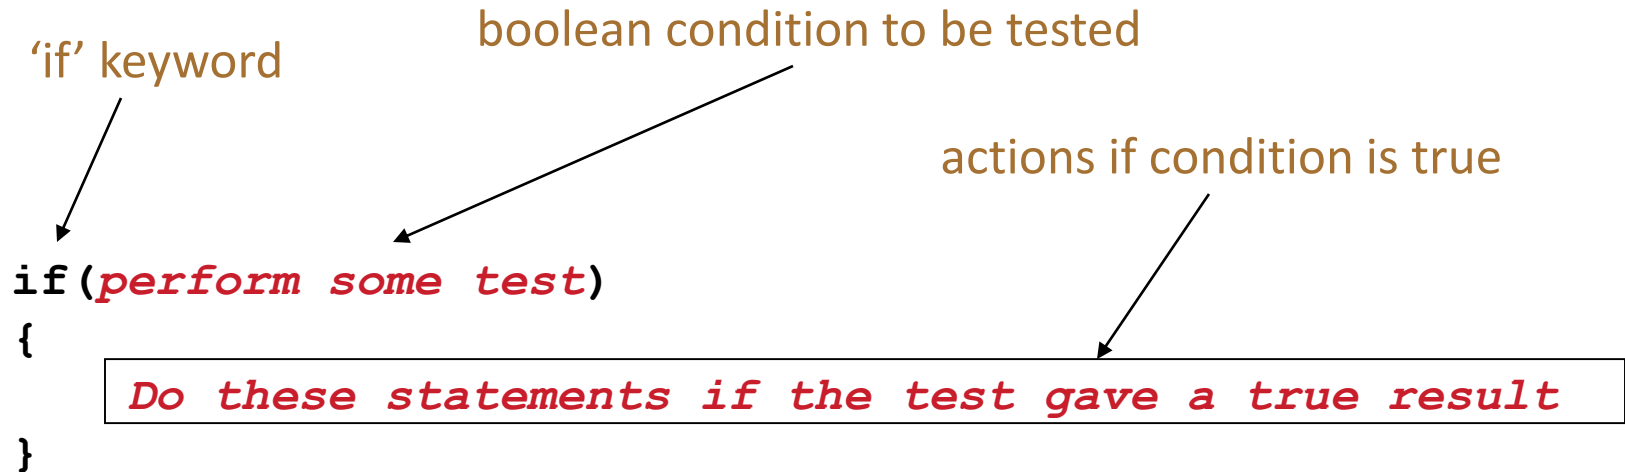 boolean condition to be tested
‘if’ keyword
actions if condition is true
if(perform some test)
{
Do these statements if the test gave a true result
}